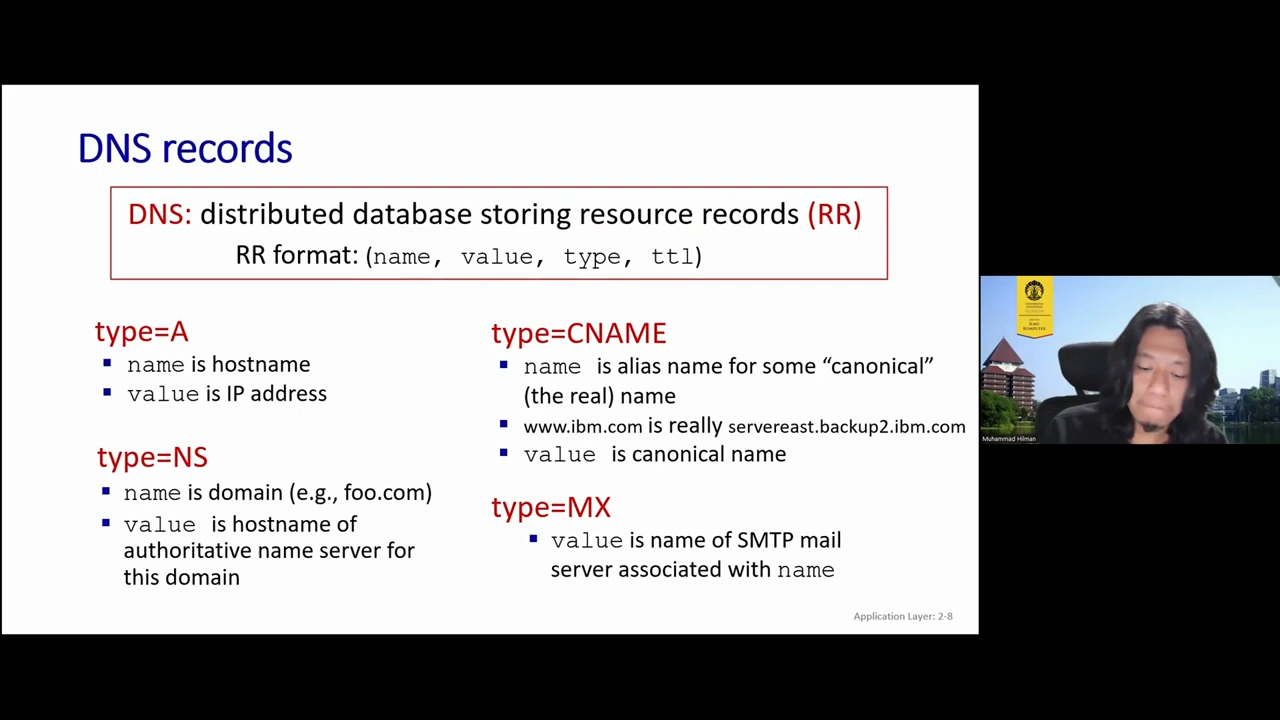 DNS records
DNS: distributed database storing resource records (RR)
RR format: (name, value, type, ttl)
type=A
name is hostname
value is IP address
type=NS
name is domain (e.g., foo.com)
value is hostname of
authoritative name server for
this domain
type=CNAME
name is alias name for some “canonical”
(the real) name
www.ibm.com is really servereast.backup2.ibm.com
value is canonical name
type=MX
value is name of SMTP mail
server associated with name
Application Layer: 2-8
Muhammad Hilman